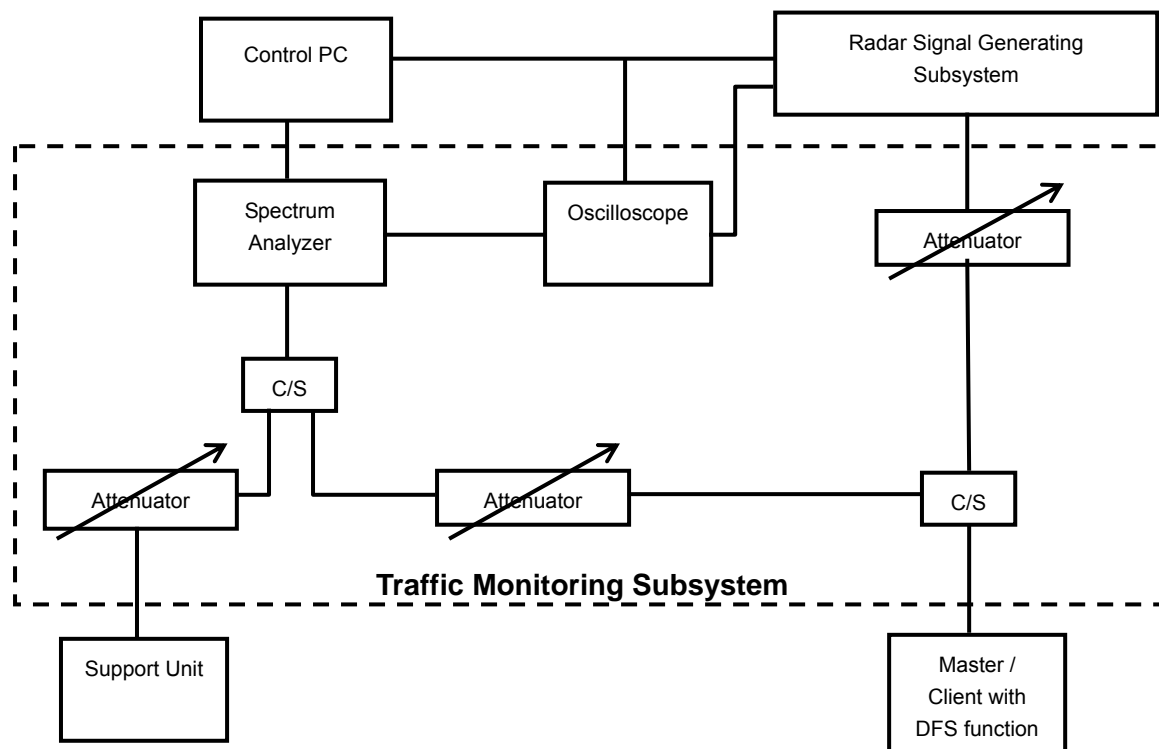 Control PC
Radar Signal Generating
Subsystem
Spectrum
Analyzer
Oscilloscope
Attenuator
C/S
Attenuator
Attenuator
C/S
Traffic Monitoring Subsystem
Support Unit
Master /
Client with
DFS function